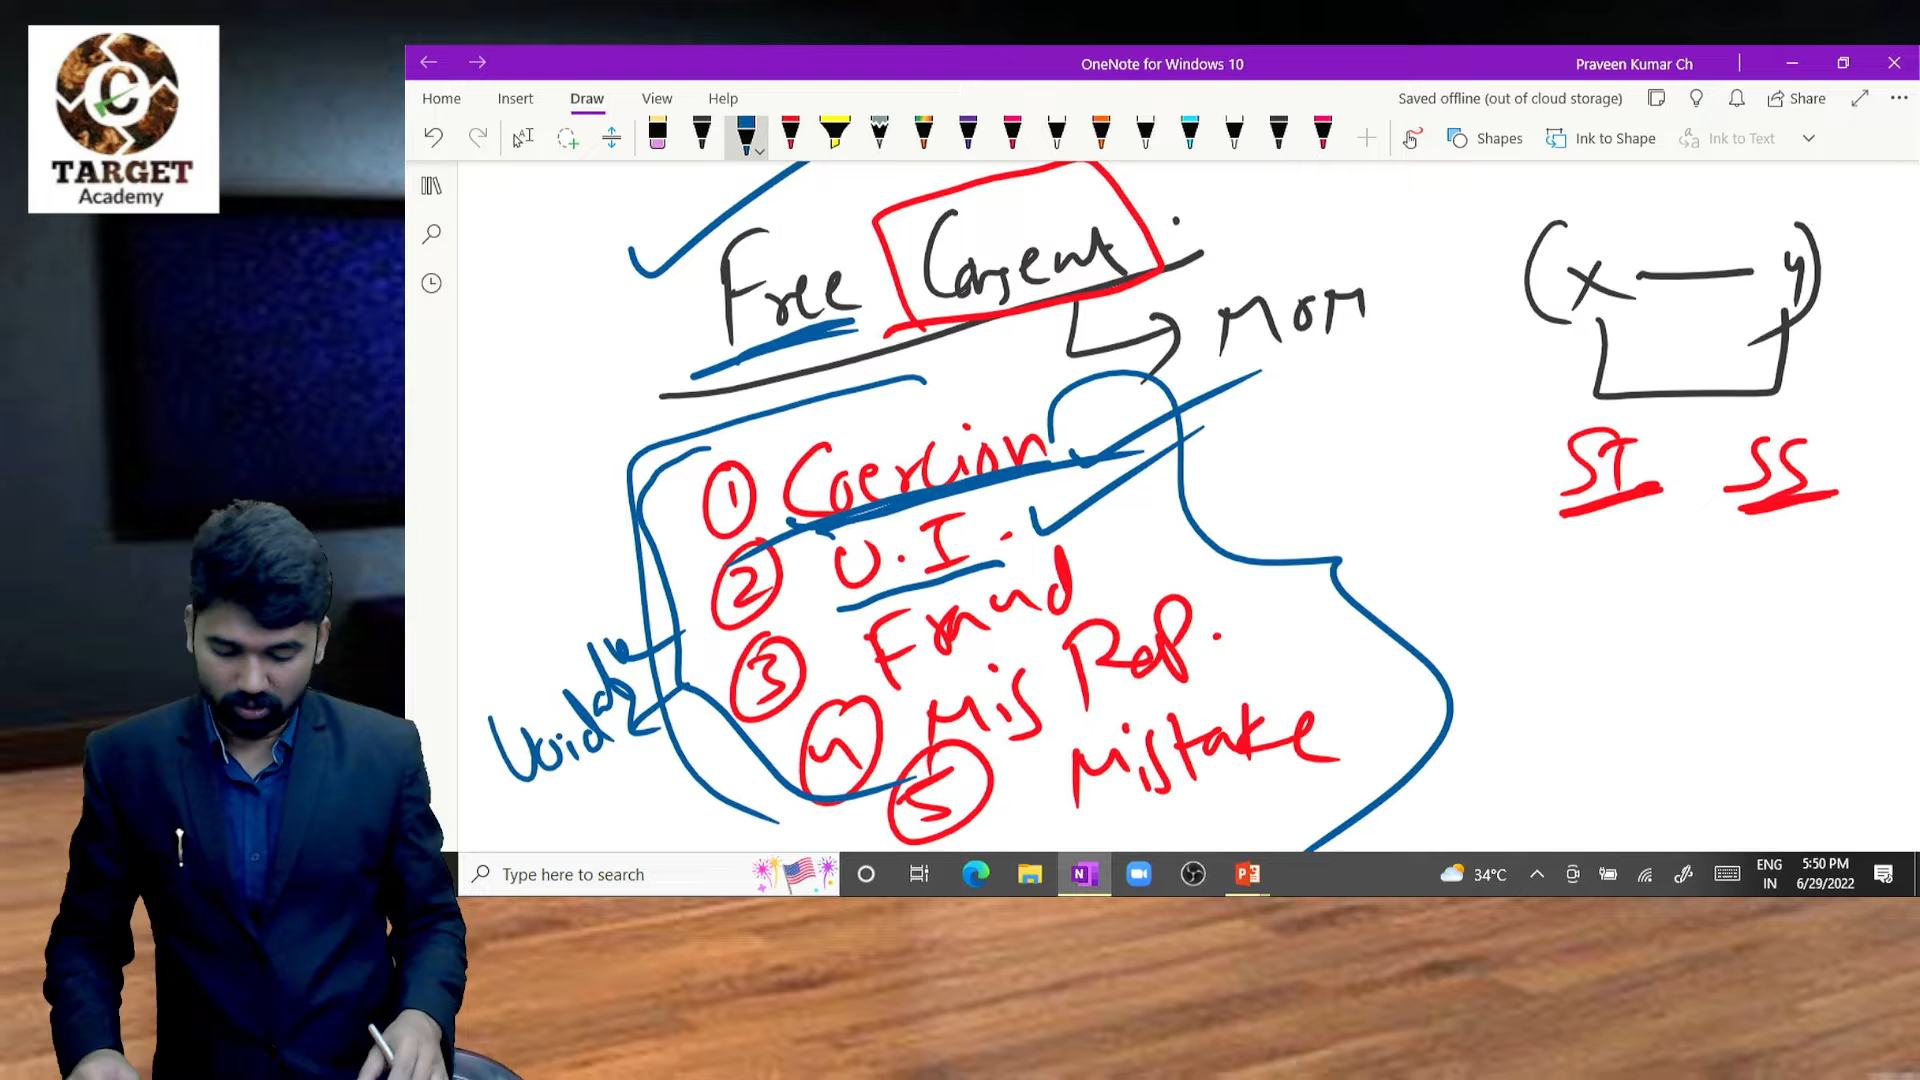 C
TARGET
Academy
OneNote for Windows 10
Praveen Kumar Ch
Home Insert Draw View Help
Saved offline (out of cloud storage) Share
Shapes Ink to Shape Ink to Text
Free Consent
MOM
(x — y)
ST SS
① Coercion
② U.I.
③ Fraud
④ Mis Rep.
⑤ Mistake
Type here to search
34°C
ENG
IN
5:50 PM
6/29/2022